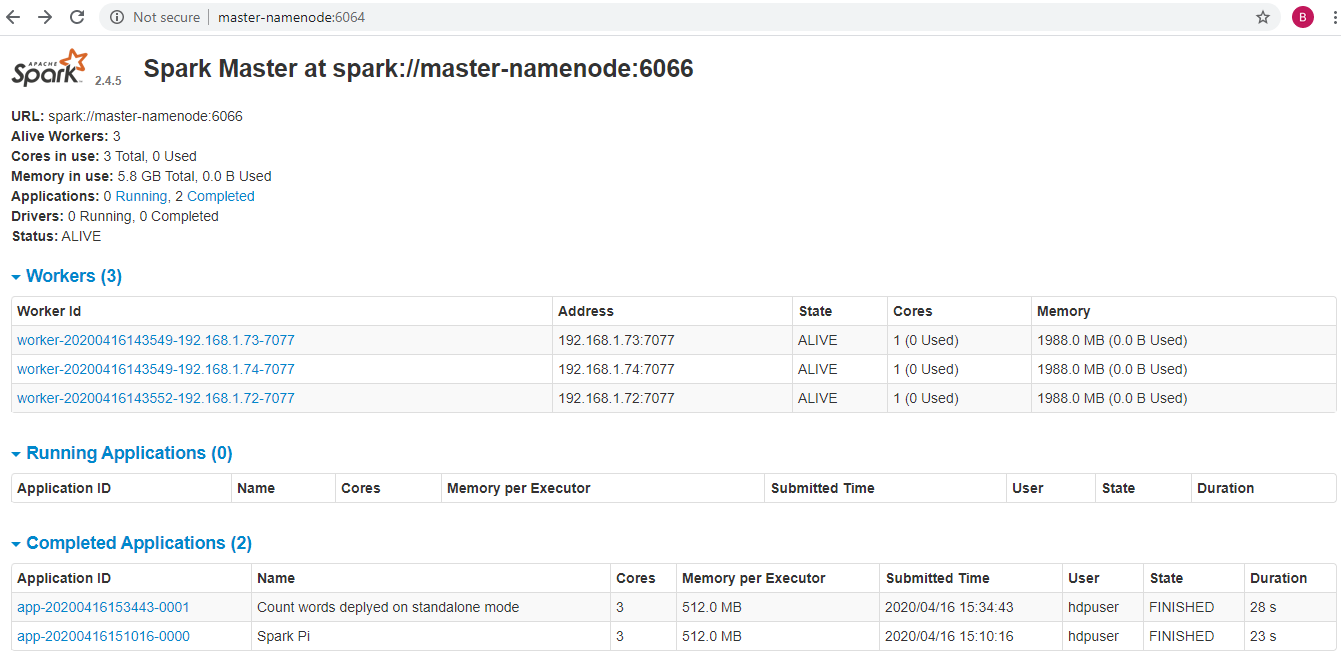 Not secure master-namenode:6064 B
APACHE Spark 2.4.5 Spark Master at spark://master-namenode:6066
URL: spark://master-namenode:6066
Alive Workers: 3
Cores in use: 3 Total, 0 Used
Memory in use: 5.8 GB Total, 0.0 B Used
Applications: 0 Running, 2 Completed
Drivers: 0 Running, 0 Completed
Status: ALIVE
Workers (3)
Worker Id Address State Cores Memory
worker-20200416143549-192.168.1.73-7077 192.168.1.73:7077 ALIVE 1 (0 Used) 1988.0 MB (0.0 B Used)
worker-20200416143549-192.168.1.74-7077 192.168.1.74:7077 ALIVE 1 (0 Used) 1988.0 MB (0.0 B Used)
worker-20200416143552-192.168.1.72-7077 192.168.1.72:7077 ALIVE 1 (0 Used) 1988.0 MB (0.0 B Used)
Running Applications (0)
Application ID Name Cores Memory per Executor Submitted Time User State Duration
Completed Applications (2)
Application ID Name Cores Memory per Executor Submitted Time User State Duration
app-20200416153443-0001 Count words deplyed on standalone mode 3 512.0 MB 2020/04/16 15:34:43 hdpuser FINISHED 28 s
app-20200416151016-0000 Spark Pi 3 512.0 MB 2020/04/16 15:10:16 hdpuser FINISHED 23 s